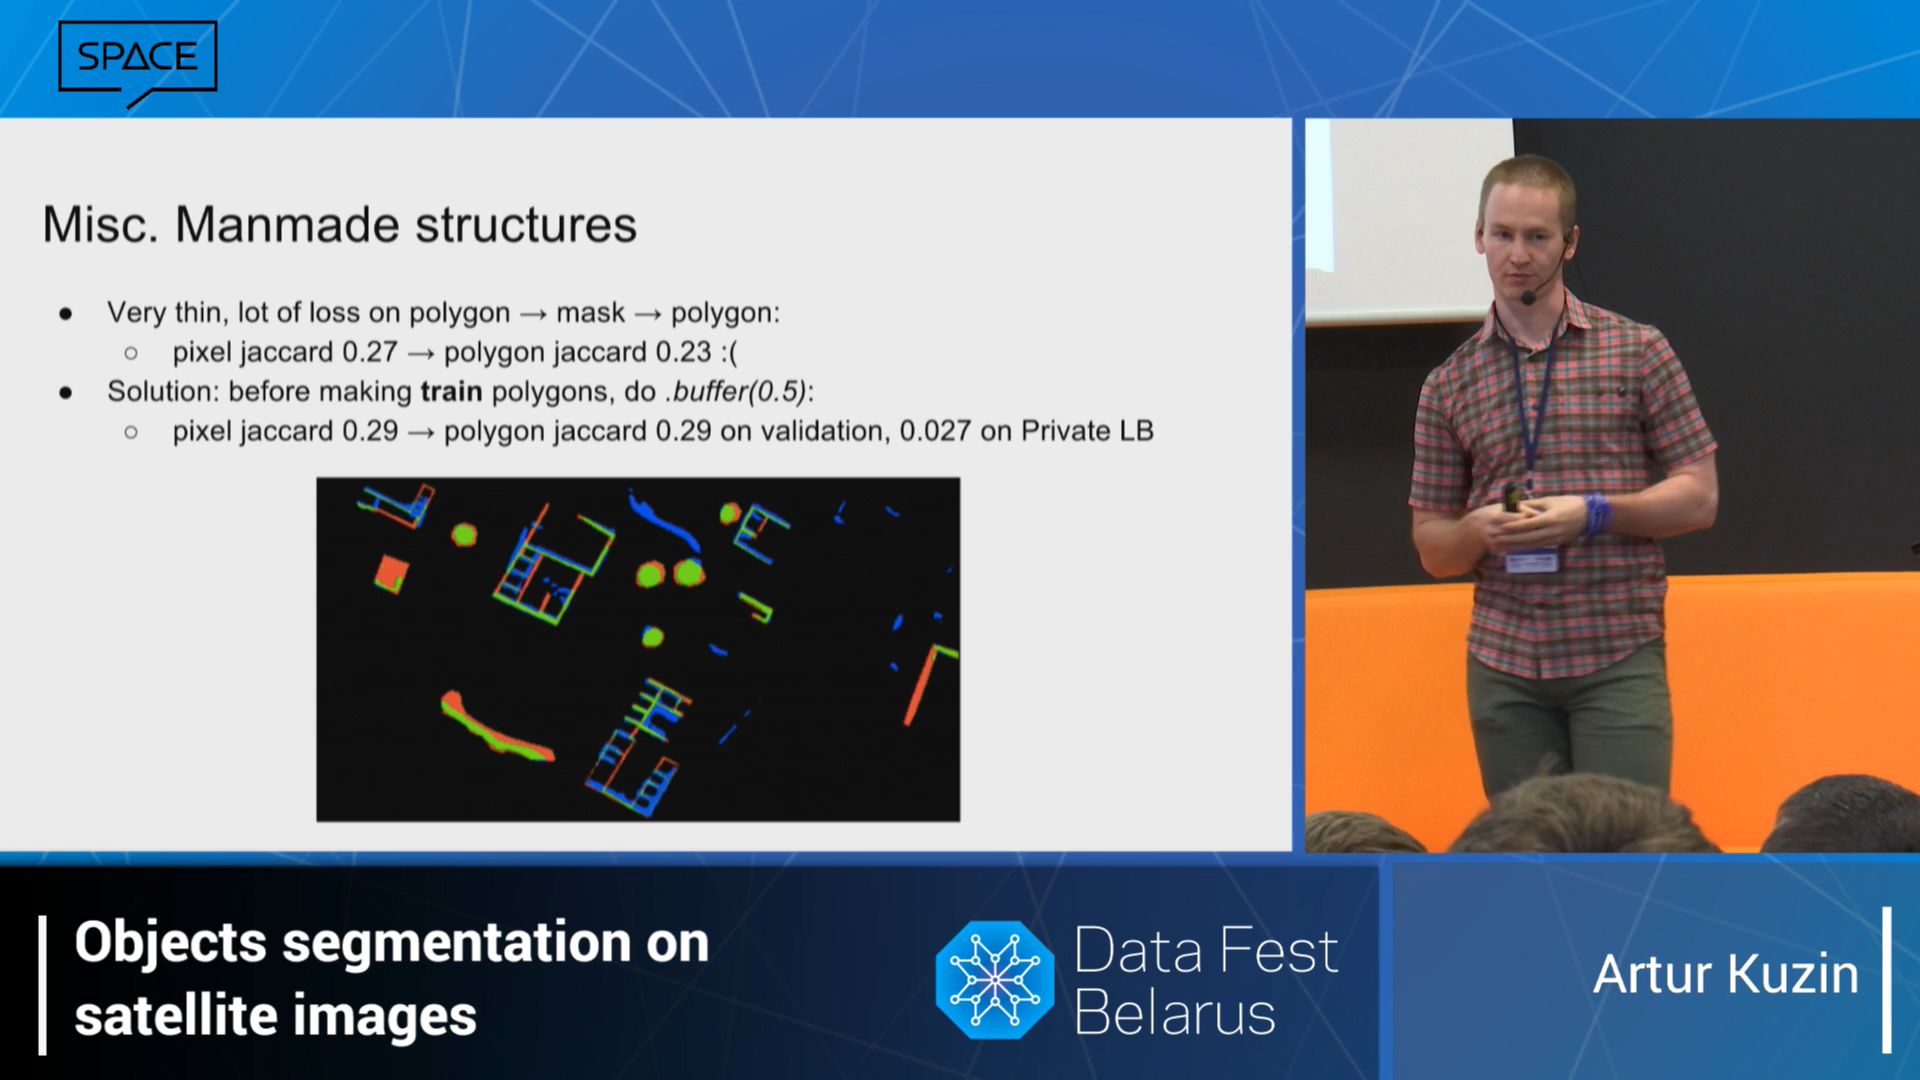 SPACE
Misc. Manmade structures
● Very thin, lot of loss on polygon → mask → polygon:
○ pixel jaccard 0.27 → polygon jaccard 0.23 :(
● Solution: before making train polygons, do .buffer(0.5):
○ pixel jaccard 0.29 → polygon jaccard 0.29 on validation, 0.027 on Private LB
Objects segmentation on
satellite images
Data Fest
Belarus
Artur Kuzin